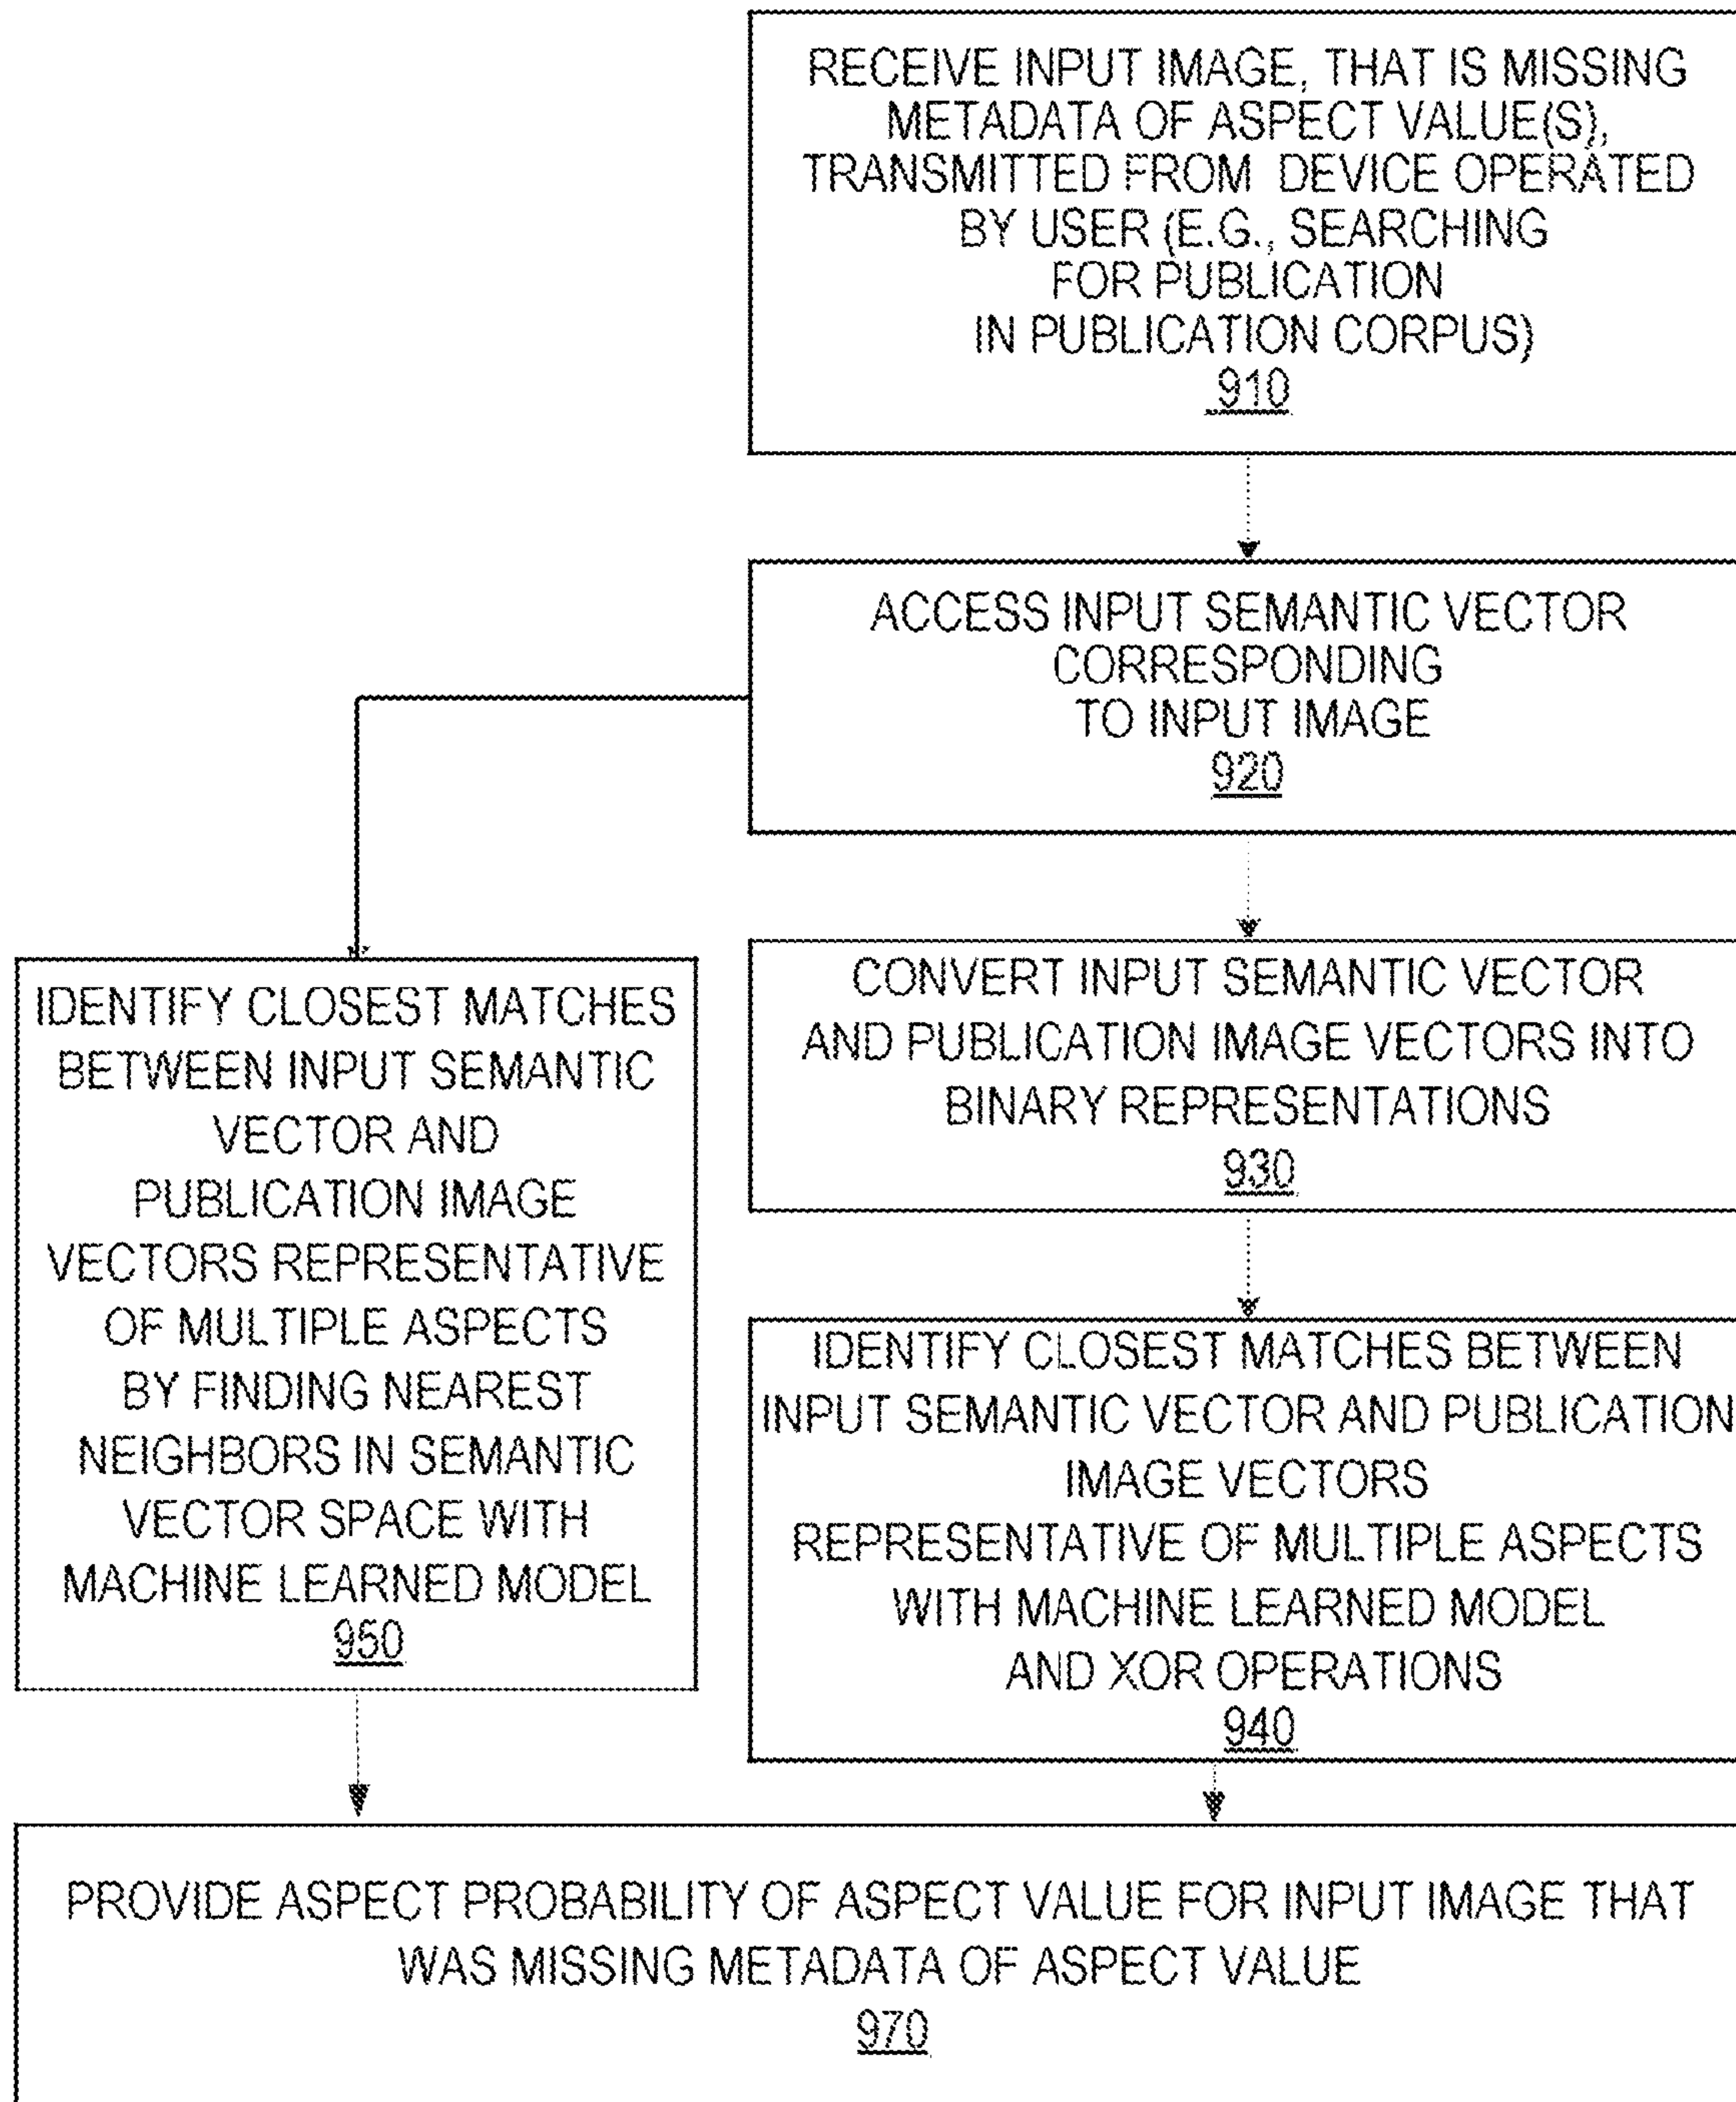 RECEIVE INPUT IMAGE, THAT IS MISSING
METADATA OF ASPECT VALUE(S),
TRANSMITTED FROM DEVICE OPERATED
BY USER (E.G., SEARCHING
FOR PUBLICATION
IN PUBLICATION CORPUS)
910
ACCESS INPUT SEMANTIC VECTOR
CORRESPONDING
TO INPUT IMAGE
920
CONVERT INPUT SEMANTIC VECTOR
AND PUBLICATION IMAGE VECTORS INTO
BINARY REPRESENTATIONS
930
IDENTIFY CLOSEST MATCHES BETWEEN
INPUT SEMANTIC VECTOR AND PUBLICATION
IMAGE VECTORS
REPRESENTATIVE OF MULTIPLE ASPECTS
WITH MACHINE LEARNED MODEL
AND XOR OPERATIONS
940
IDENTIFY CLOSEST MATCHES
BETWEEN INPUT SEMANTIC
VECTOR AND
PUBLICATION IMAGE
VECTORS REPRESENTATIVE
OF MULTIPLE ASPECTS
BY FINDING NEAREST
NEIGHBORS IN SEMANTIC
VECTOR SPACE WITH
MACHINE LEARNED MODEL
950
PROVIDE ASPECT PROBABILITY OF ASPECT VALUE FOR INPUT IMAGE THAT
WAS MISSING METADATA OF ASPECT VALUE
970